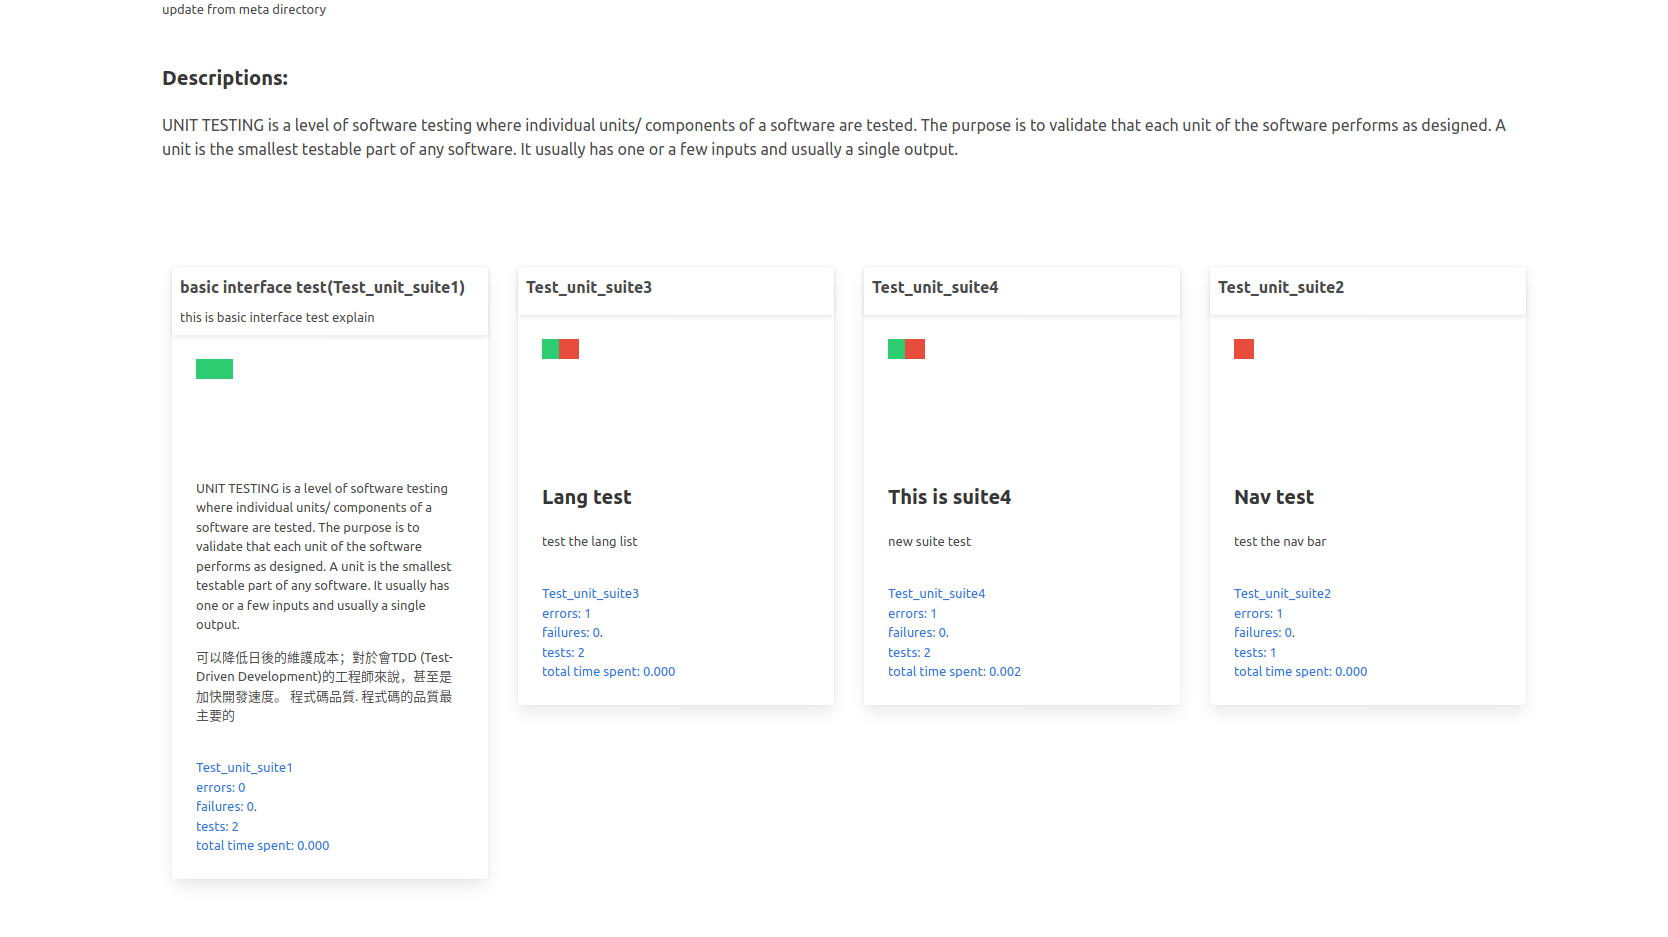 update from meta directory
Descriptions:
UNIT TESTING is a level of software testing where individual units/ components of a software are tested. The purpose is to validate that each unit of the software performs as designed. A
unit is the smallest testable part of any software. It usually has one or a few inputs and usually a single output.
basic interface test(Test_unit_suite1)
this is basic interface test explain
UNIT TESTING is a level of software testing
where individual units/ components of a
software are tested. The purpose is to
validate that each unit of the software
performs as designed. A unit is the smallest
testable part of any software. It usually has
one or a few inputs and usually a single
output.
可以降低日後的維護成本；對於會TDD (Test-
Driven Development)的工程師來說，甚至是
加快開發速度。 程式碼品質. 程式碼的品質最
主要的
Test_unit_suite1
errors: 0
failures: 0.
tests: 2
total time spent: 0.000
Test_unit_suite3
Lang test
test the lang list
Test_unit_suite3
errors: 1
failures: 0.
tests: 2
total time spent: 0.000
Test_unit_suite4
This is suite4
new suite test
Test_unit_suite4
errors: 1
failures: 0.
tests: 2
total time spent: 0.002
Test_unit_suite2
Nav test
test the nav bar
Test_unit_suite2
errors: 1
failures: 0.
tests: 1
total time spent: 0.000